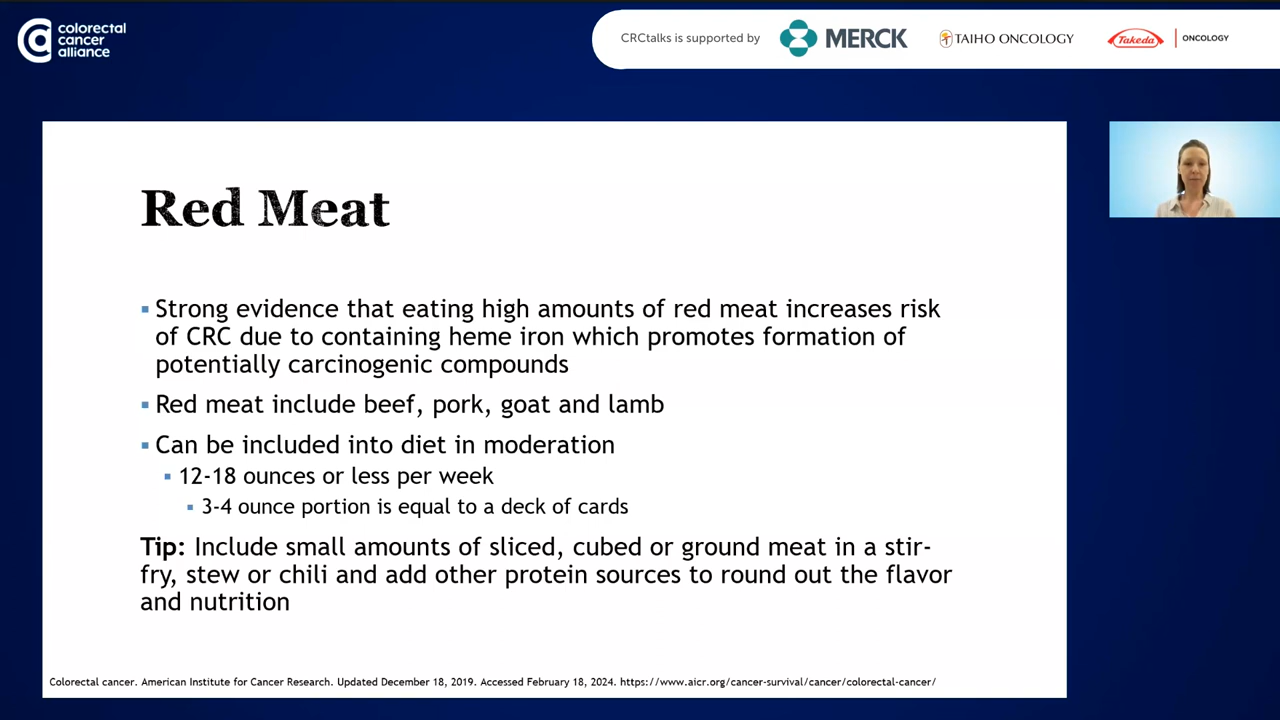 colorectal
cancer
alliance
CRCtalks is supported by
MERCK
TAIHO ONCOLOGY
Takeda
ONCOLOGY
Red Meat
▪ Strong evidence that eating high amounts of red meat increases risk
of CRC due to containing heme iron which promotes formation of
potentially carcinogenic compounds
▪ Red meat include beef, pork, goat and lamb
▪ Can be included into diet in moderation
▪ 12-18 ounces or less per week
▪ 3-4 ounce portion is equal to a deck of cards
Tip: Include small amounts of sliced, cubed or ground meat in a stir-
fry, stew or chili and add other protein sources to round out the flavor
and nutrition
Colorectal cancer. American Institute for Cancer Research. Updated December 18, 2019. Accessed February 18, 2024. https://www.aicr.org/cancer-survival/cancer/colorectal-cancer/